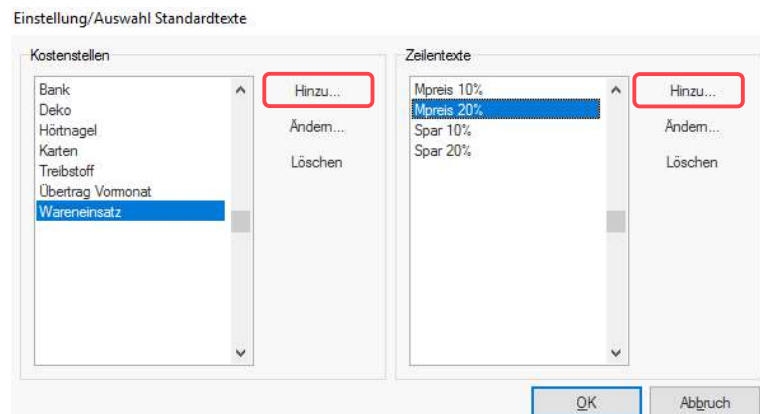 Einstellung/Auswahl Standardtexte
Kostenstellen
Bank
Deko
Hörtnagel
Karten
Treibstoff
Übertrag Vormonat
Wareneinsatz
Hinzu...
Ändern...
Löschen
Zeilentexte
Mpreis 10%
Mpreis 20%
Spar 10%
Spar 20%
Hinzu...
Ändern...
Löschen
OK
Abbruch